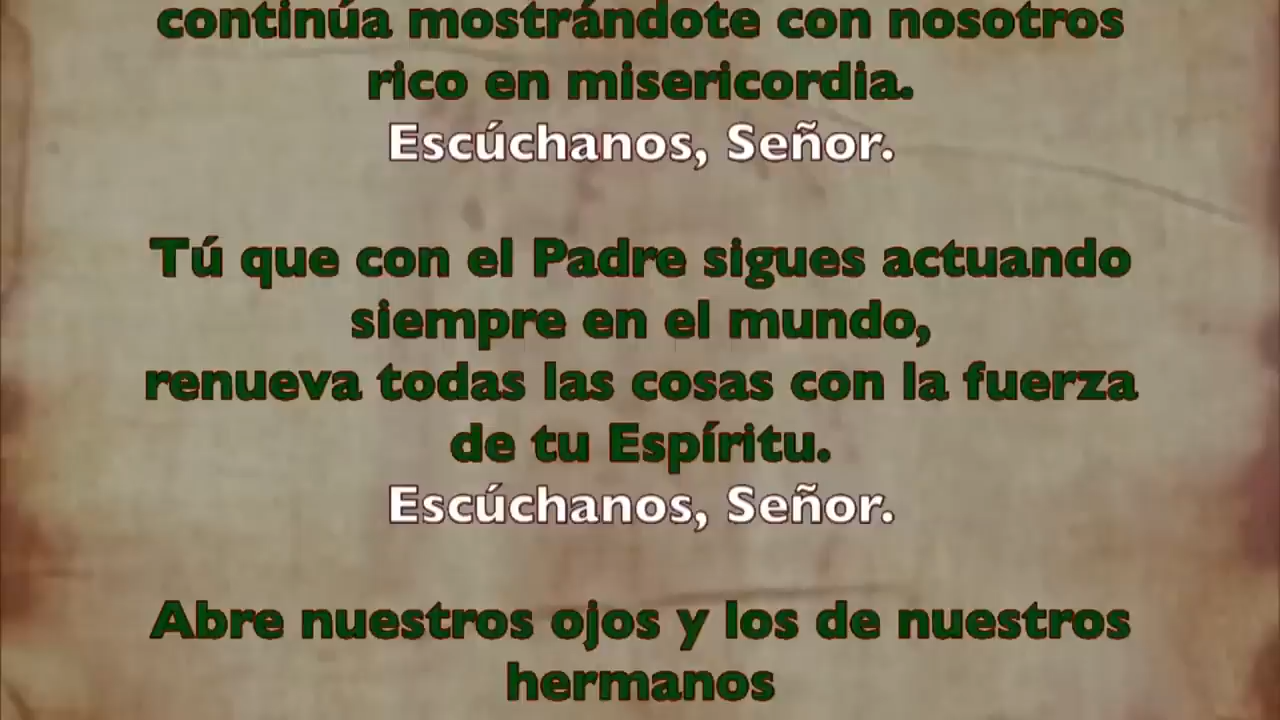 continúa mostrándote con nosotros
rico en misericordia.
Escúchanos, Señor.
Tú que con el Padre sigues actuando
siempre en el mundo,
renueva todas las cosas con la fuerza
de tu Espíritu.
Escúchanos, Señor.
Abre nuestros ojos y los de nuestros
hermanos